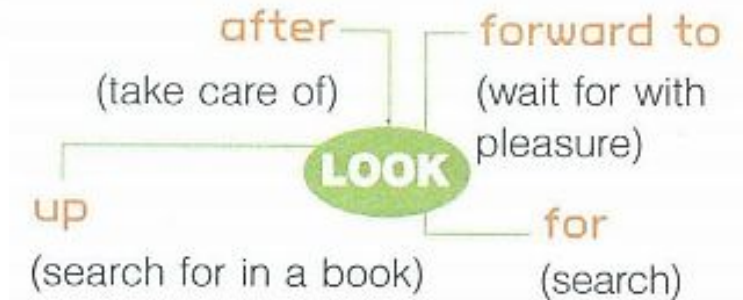 after
(take care of)
forward to
(wait for with
pleasure)
LOOK
up
(search for in a book)
for
(search)